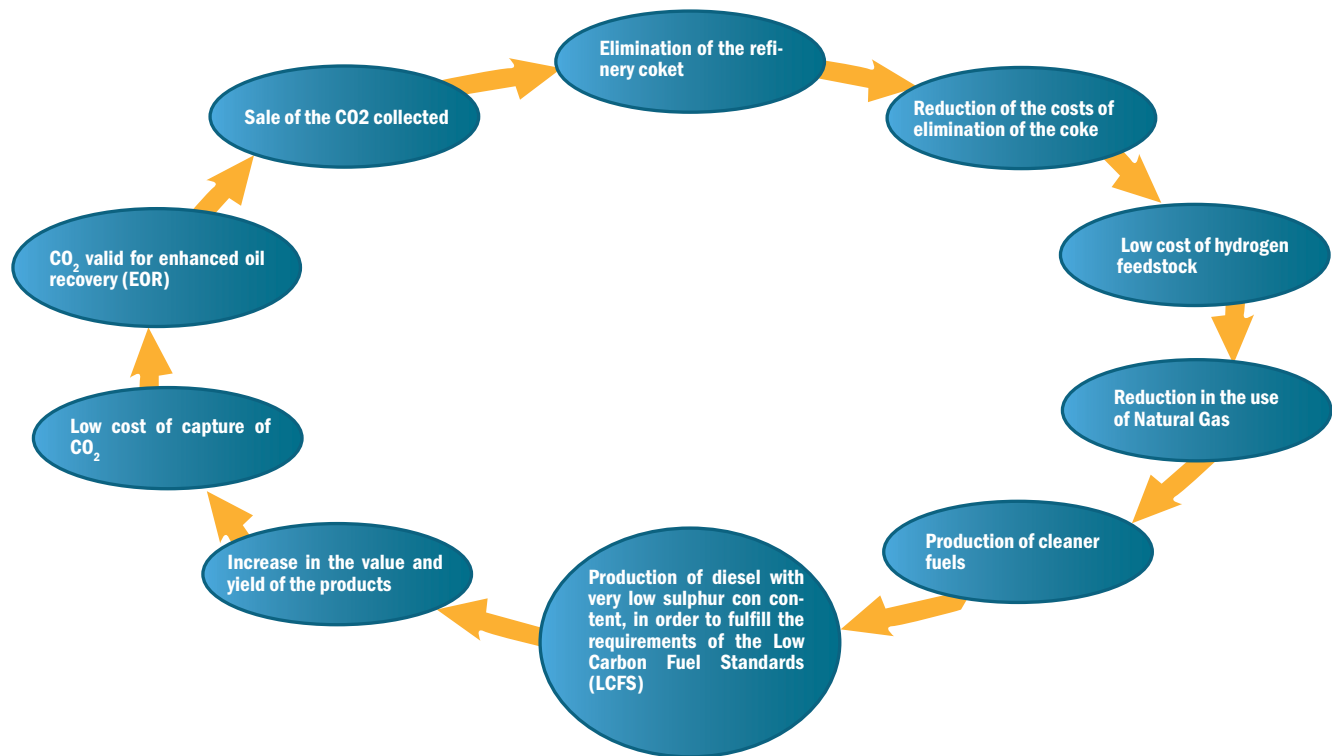 Elimination of the refi-
nery coket
Reduction of the costs of
elimination of the coke
Low cost of hydrogen
feedstock
Reduction in the use
of Natural Gas
Production of cleaner
fuels
Production of diesel with
very low sulphur con con-
tent, in order to fulfill the
requirements of the Low
Carbon Fuel Standards
(LCFS)
Increase in the value and
yield of the products
Low cost of capture of
CO₂
CO₂ valid for enhanced oil
recovery (EOR)
Sale of the CO2 collected